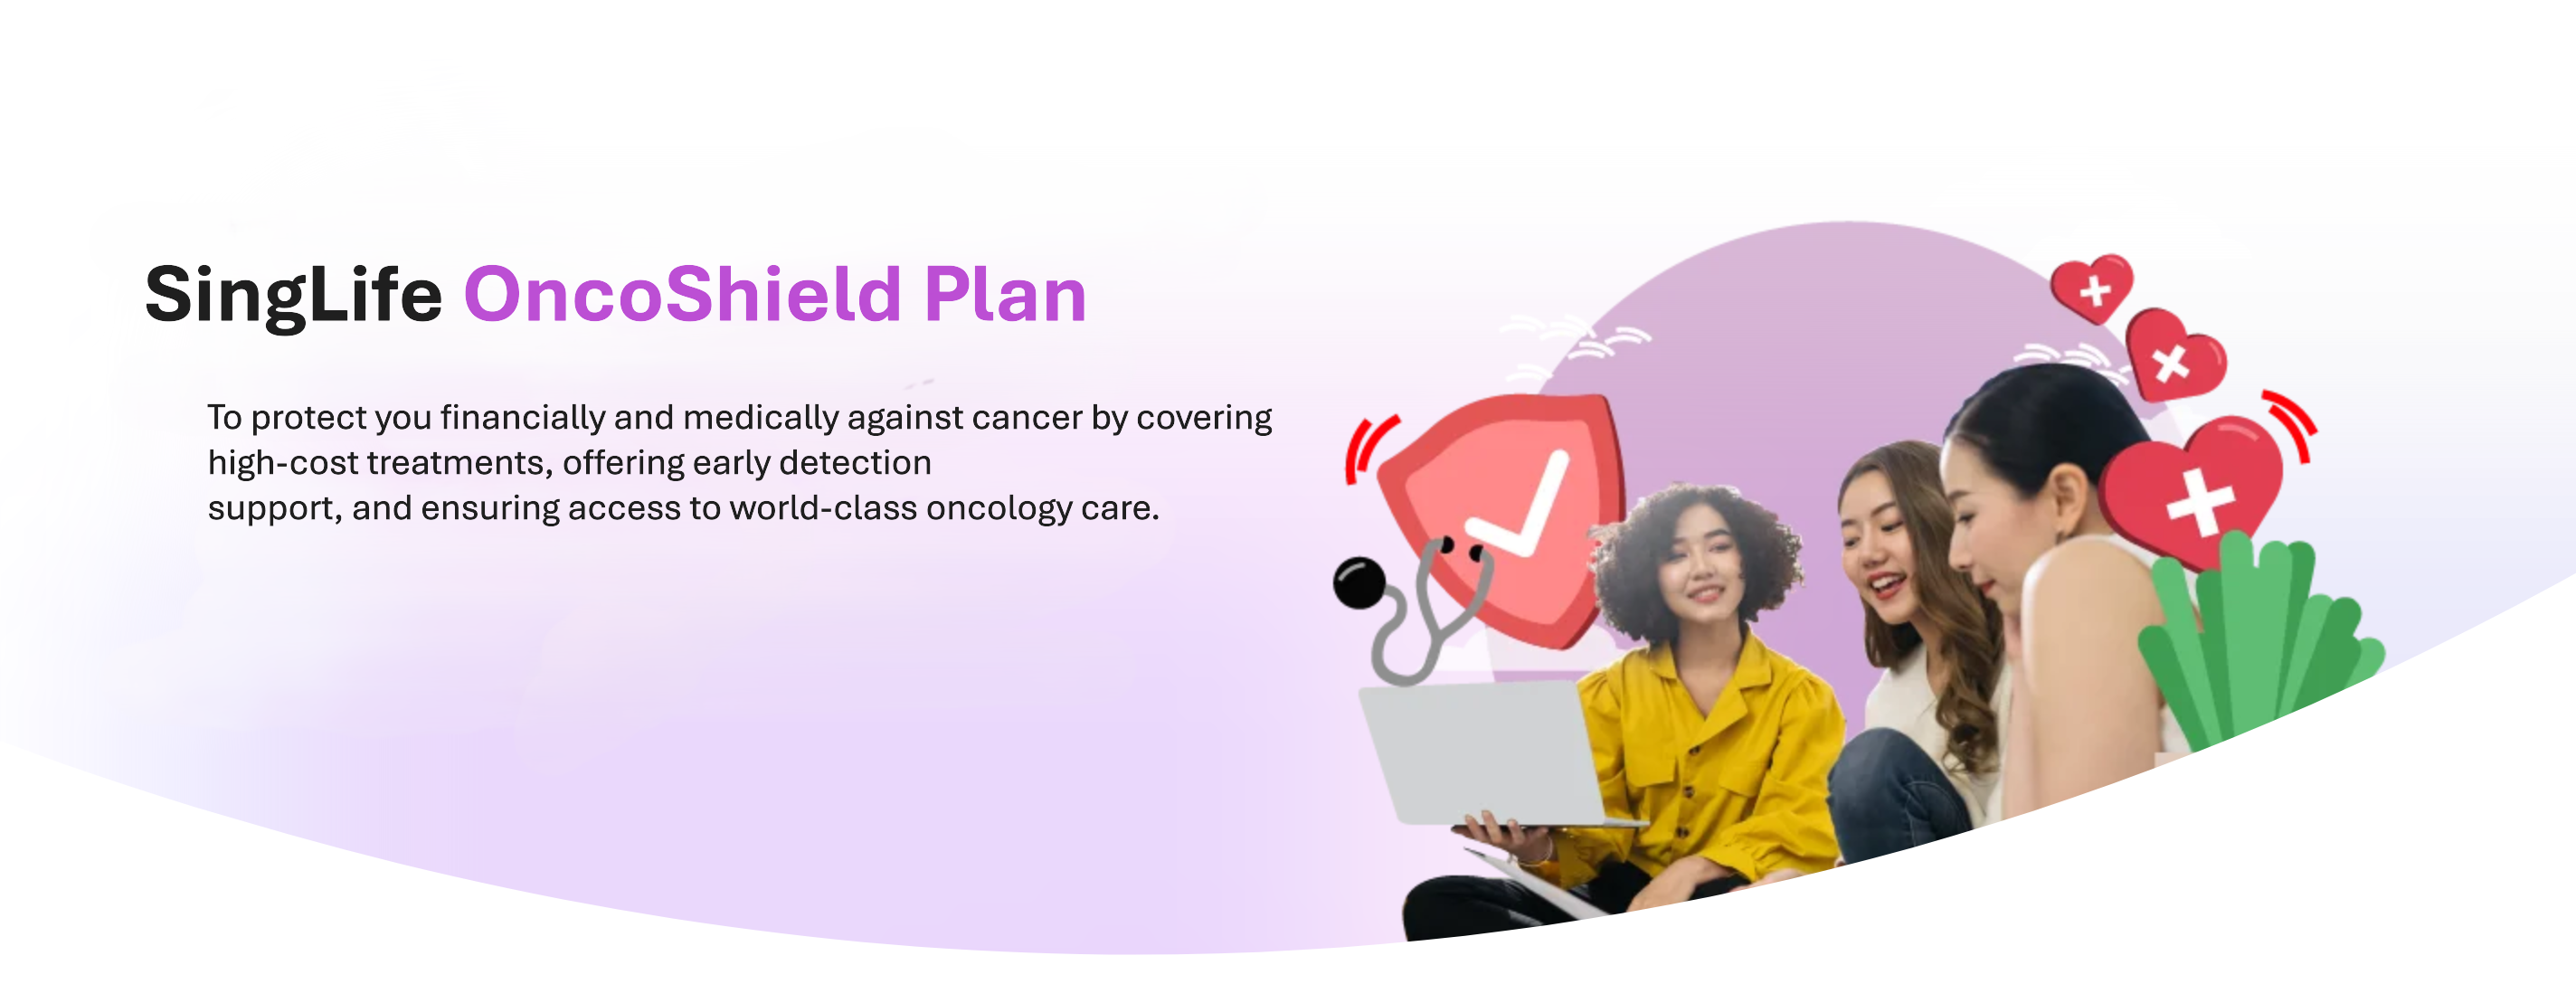 SingLife OncoShield Plan
To protect you financially and medically against cancer by covering
high-cost treatments, offering early detection
support, and ensuring access to world-class oncology care.